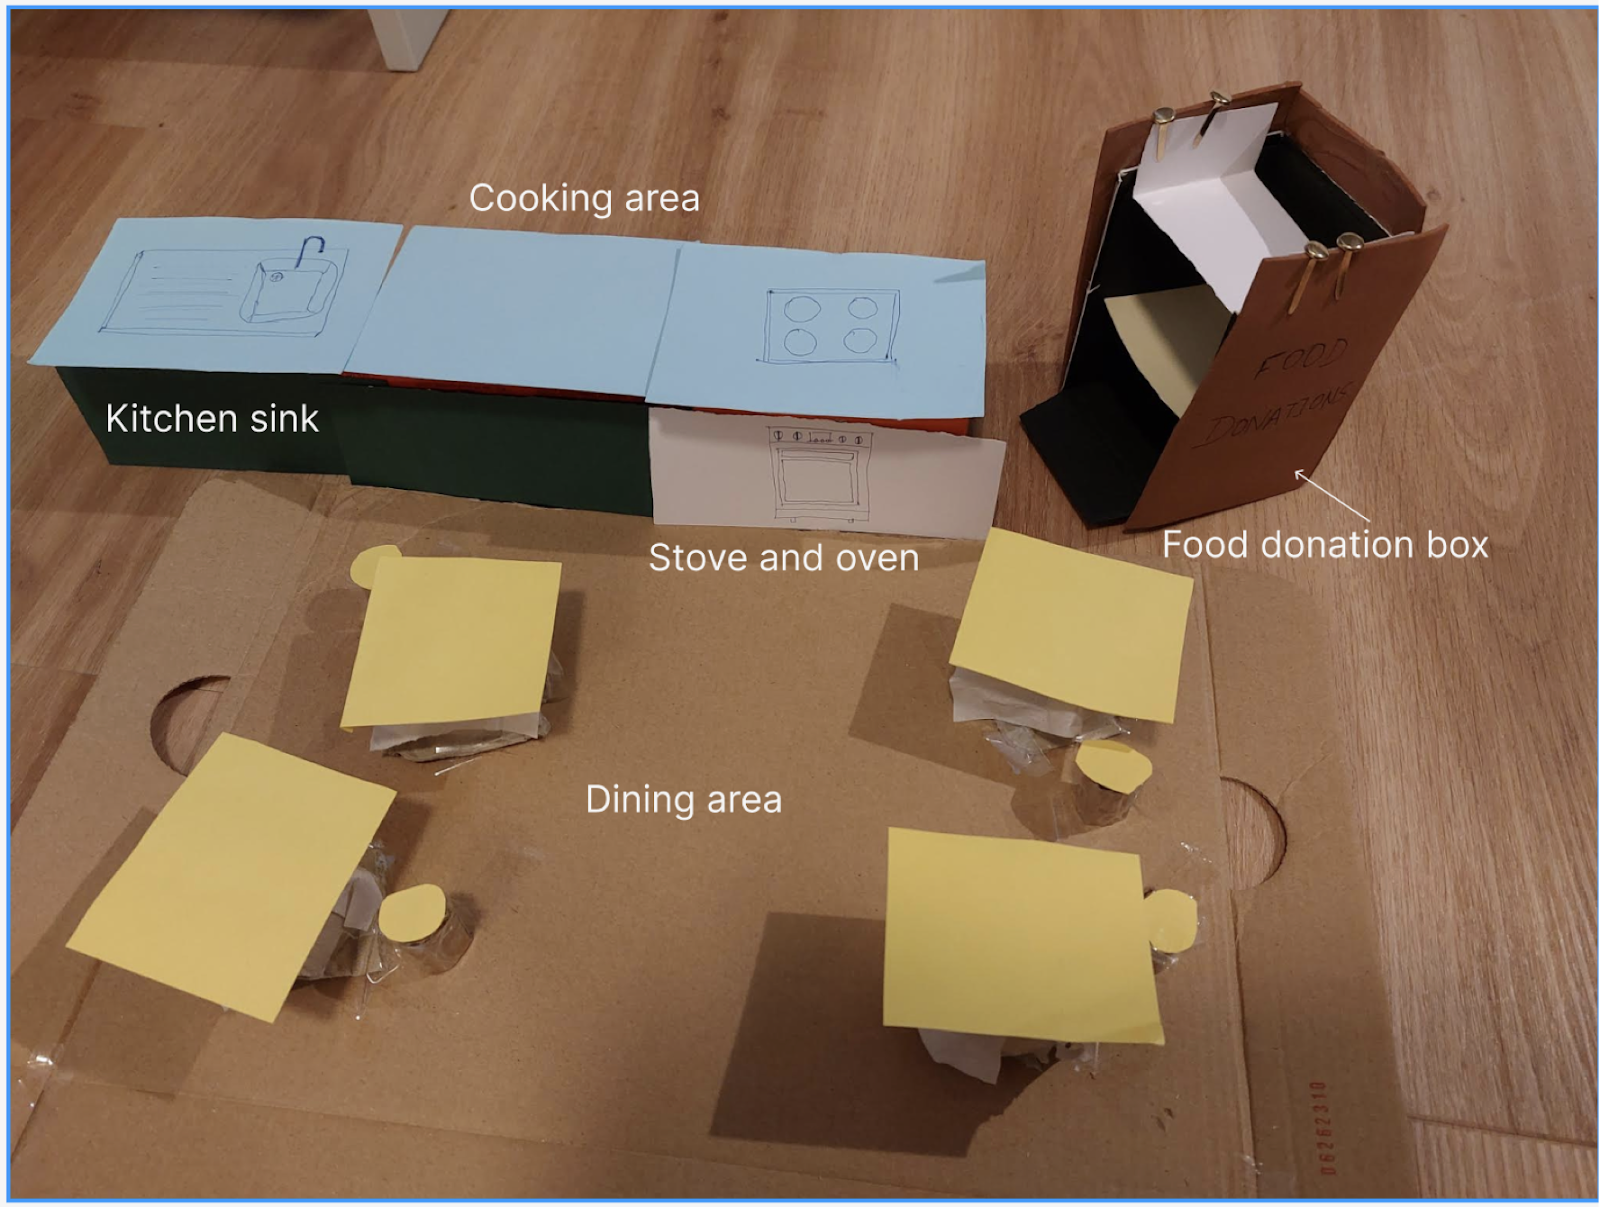 Cooking area
Kitchen sink
FOOD
DONATIONS
Food donation box
Stove and oven
Dining area
06262310